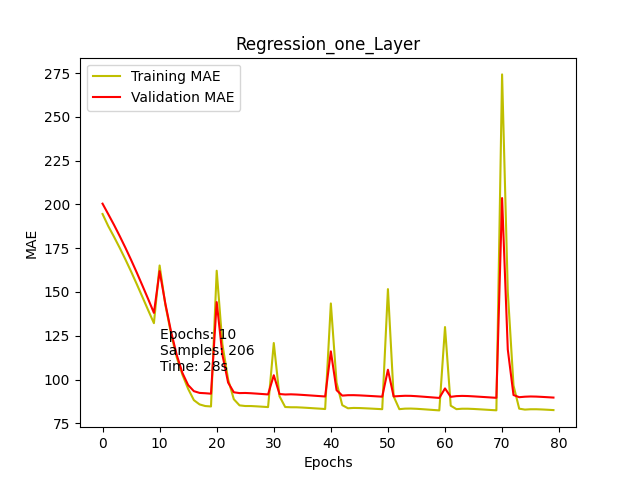 Regression_one_Layer
Training MAE
Validation MAE
275
250
225
200
175
150
125
100
75
MAE
Epochs: 10
Samples: 206
Time: 28s
0 10 20 30 40 50 60 70 80
Epochs